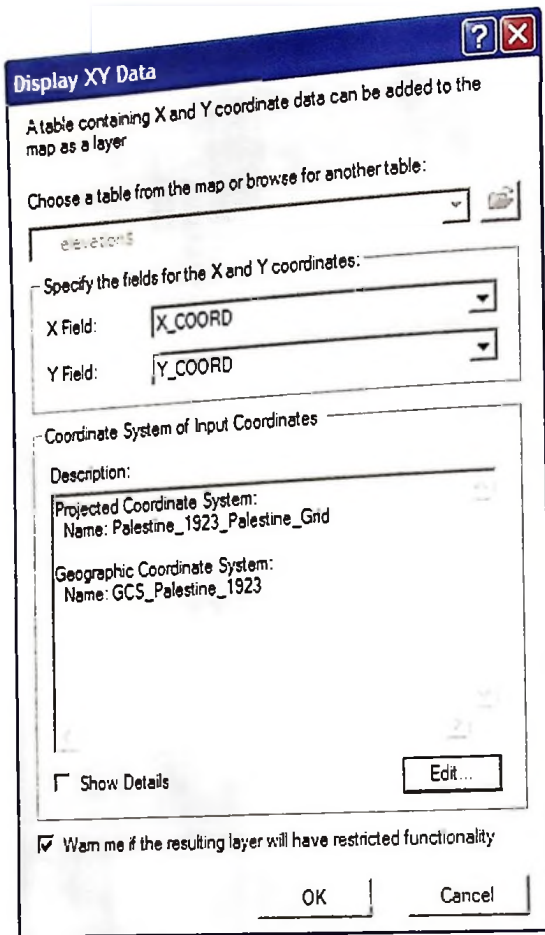 Display XY Data
A table containing X and Y coordinate data can be added to the
map as a layer
Choose a table from the map or browse for another table:
elevations
Specify the fields for the X and Y coordinates:
X Field: X_COORD
Y Field: Y_COORD
Coordinate System of Input Coordinates
Description:
Projected Coordinate System:
Name: Palestine_1923_Palestine_Grid
Geographic Coordinate System:
Name: GCS_Palestine_1923
Show Details
Edit...
Warn me if the resulting layer will have restricted functionality
OK Cancel